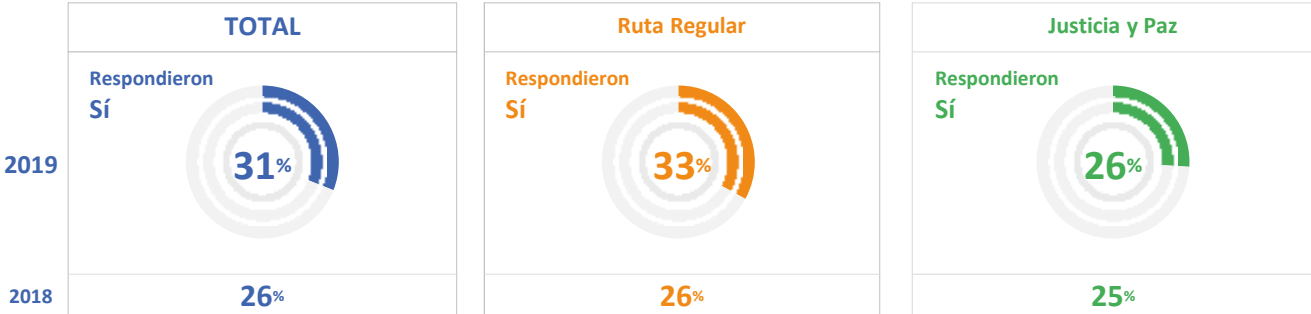 TOTAL
Ruta Regular
Justicia y Paz
Respondieron
Sí
Respondieron
Sí
Respondieron
Sí
2019
31%
33%
26%
2018
26%
26%
25%